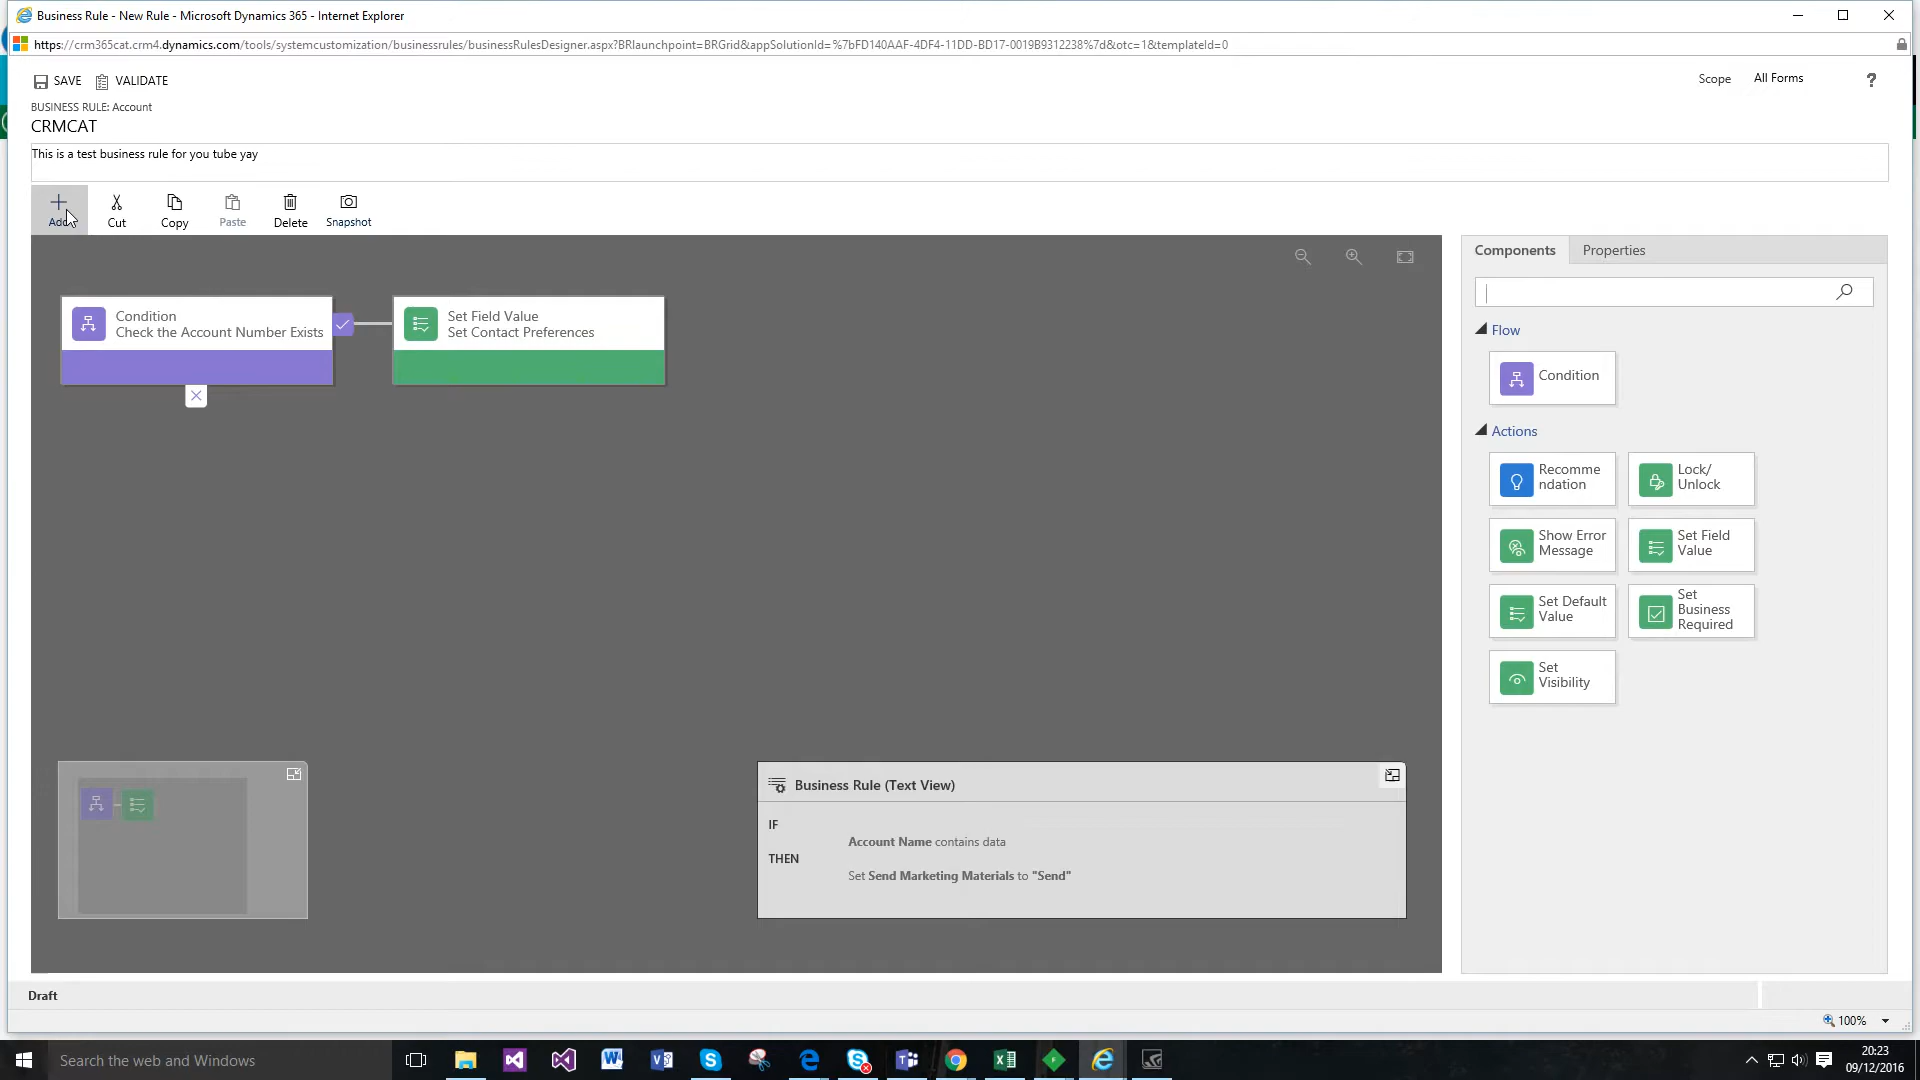 Business Rule - New Rule - Microsoft Dynamics 365 - Internet Explorer
https://crm365cat.crm4.dynamics.com/tools/systemcustomization/businessrules/businessRulesDesigner.aspx?BRlaunchpoint=BRGrid&appSolutionId=%7bFD140AAF-4DF4-11DD-BD17-0019B9312238%7d&otc=1&templateId=0
SAVE VALIDATE
Scope All Forms ?
BUSINESS RULE: Account
CRMCAT
This is a test business rule for you tube yay
Add Cut Copy Paste Delete Snapshot
Components Properties
Condition
Check the Account Number Exists
Set Field Value
Set Contact Preferences
Flow
Condition
Actions
Recomme
ndation
Lock/
Unlock
Show Error
Message
Set Field
Value
Set Default
Value
Set
Business
Required
Set
Visibility
Business Rule (Text View)
IF
Account Name contains data
THEN
Set Send Marketing Materials to "Send"
Draft
100%
Search the web and Windows
20:23
09/12/2016